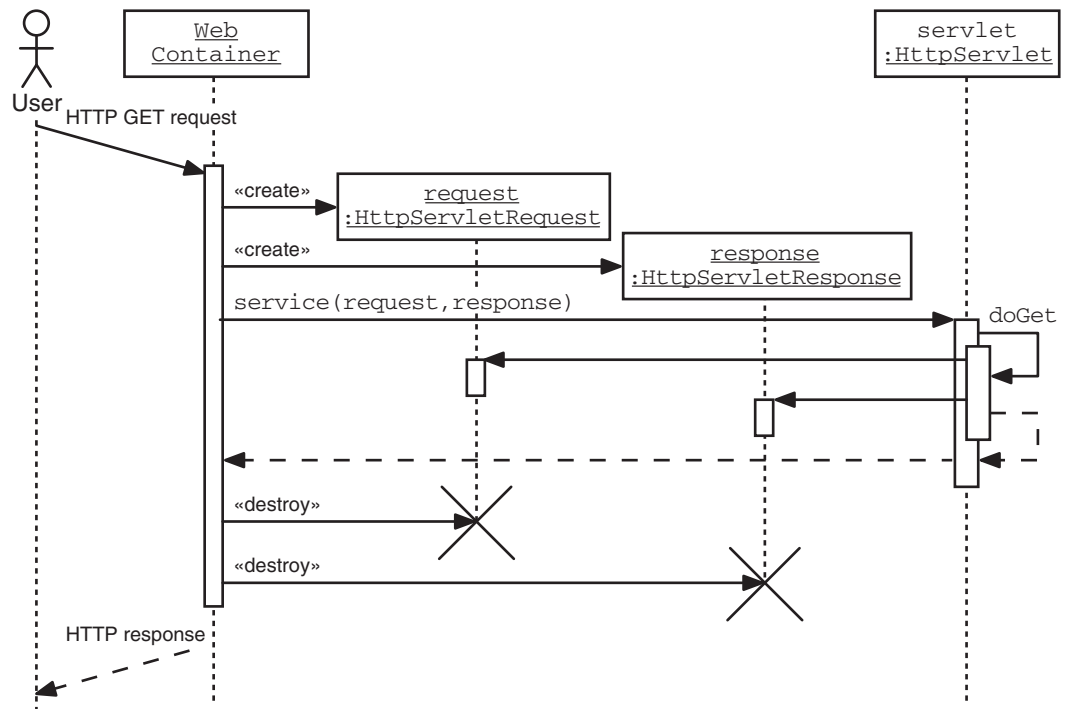 Web
Container
servlet
:HttpServlet
User
HTTP GET request
«create»
request
:HttpServletRequest
«create»
response
:HttpServletResponse
service(request,response)
doGet
«destroy»
«destroy»
HTTP response